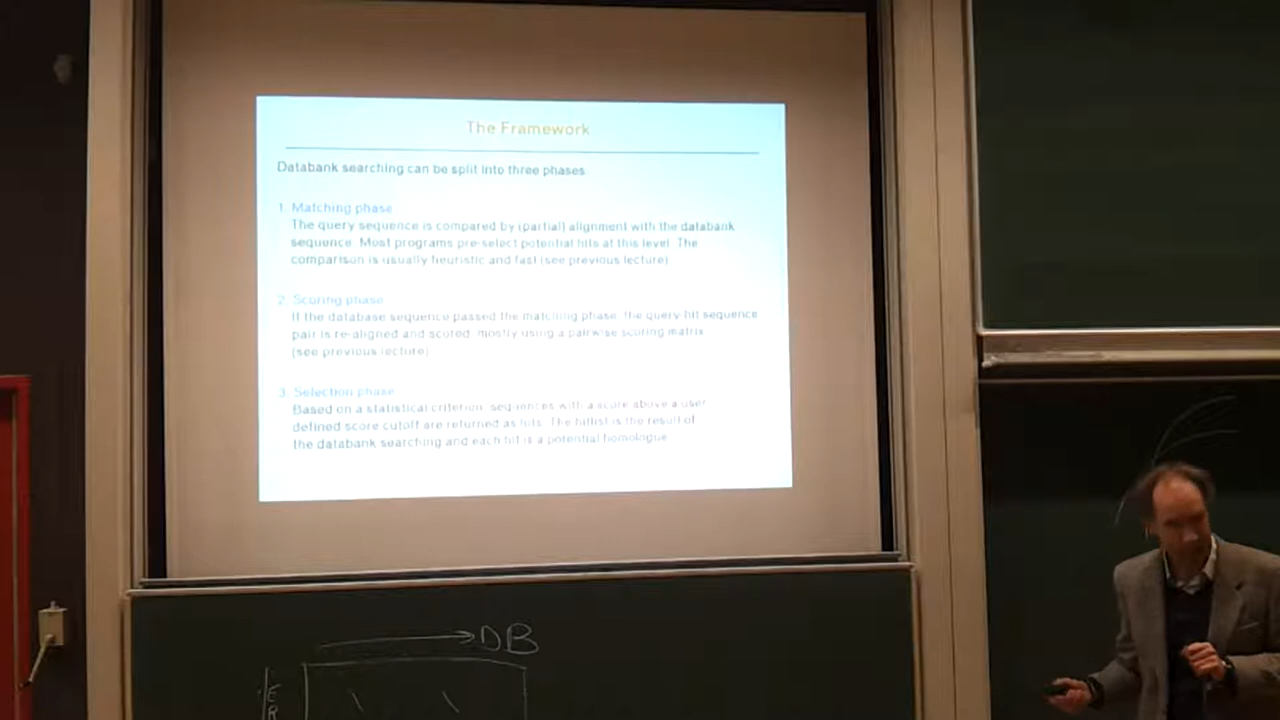 The Framework
Databank searching can be split into three phases
1. Matching phase
The query sequence is compared by (partial) alignment with the databank
sequence. Most programs pre-select potential hits at this level. The
comparison is usually heuristic and fast (see previous lecture)
2. Scoring phase
If the database sequence passed the matching phase, the query-hit sequence
pair is re-aligned and scored, mostly using a pairwise scoring matrix
(see previous lecture)
3. Selection phase
Based on a statistical criterion, sequences with a score above a user
defined score cutoff are returned as hits. The hitlist is the result of
the databank searching and each hit is a potential homologue
DB
ER